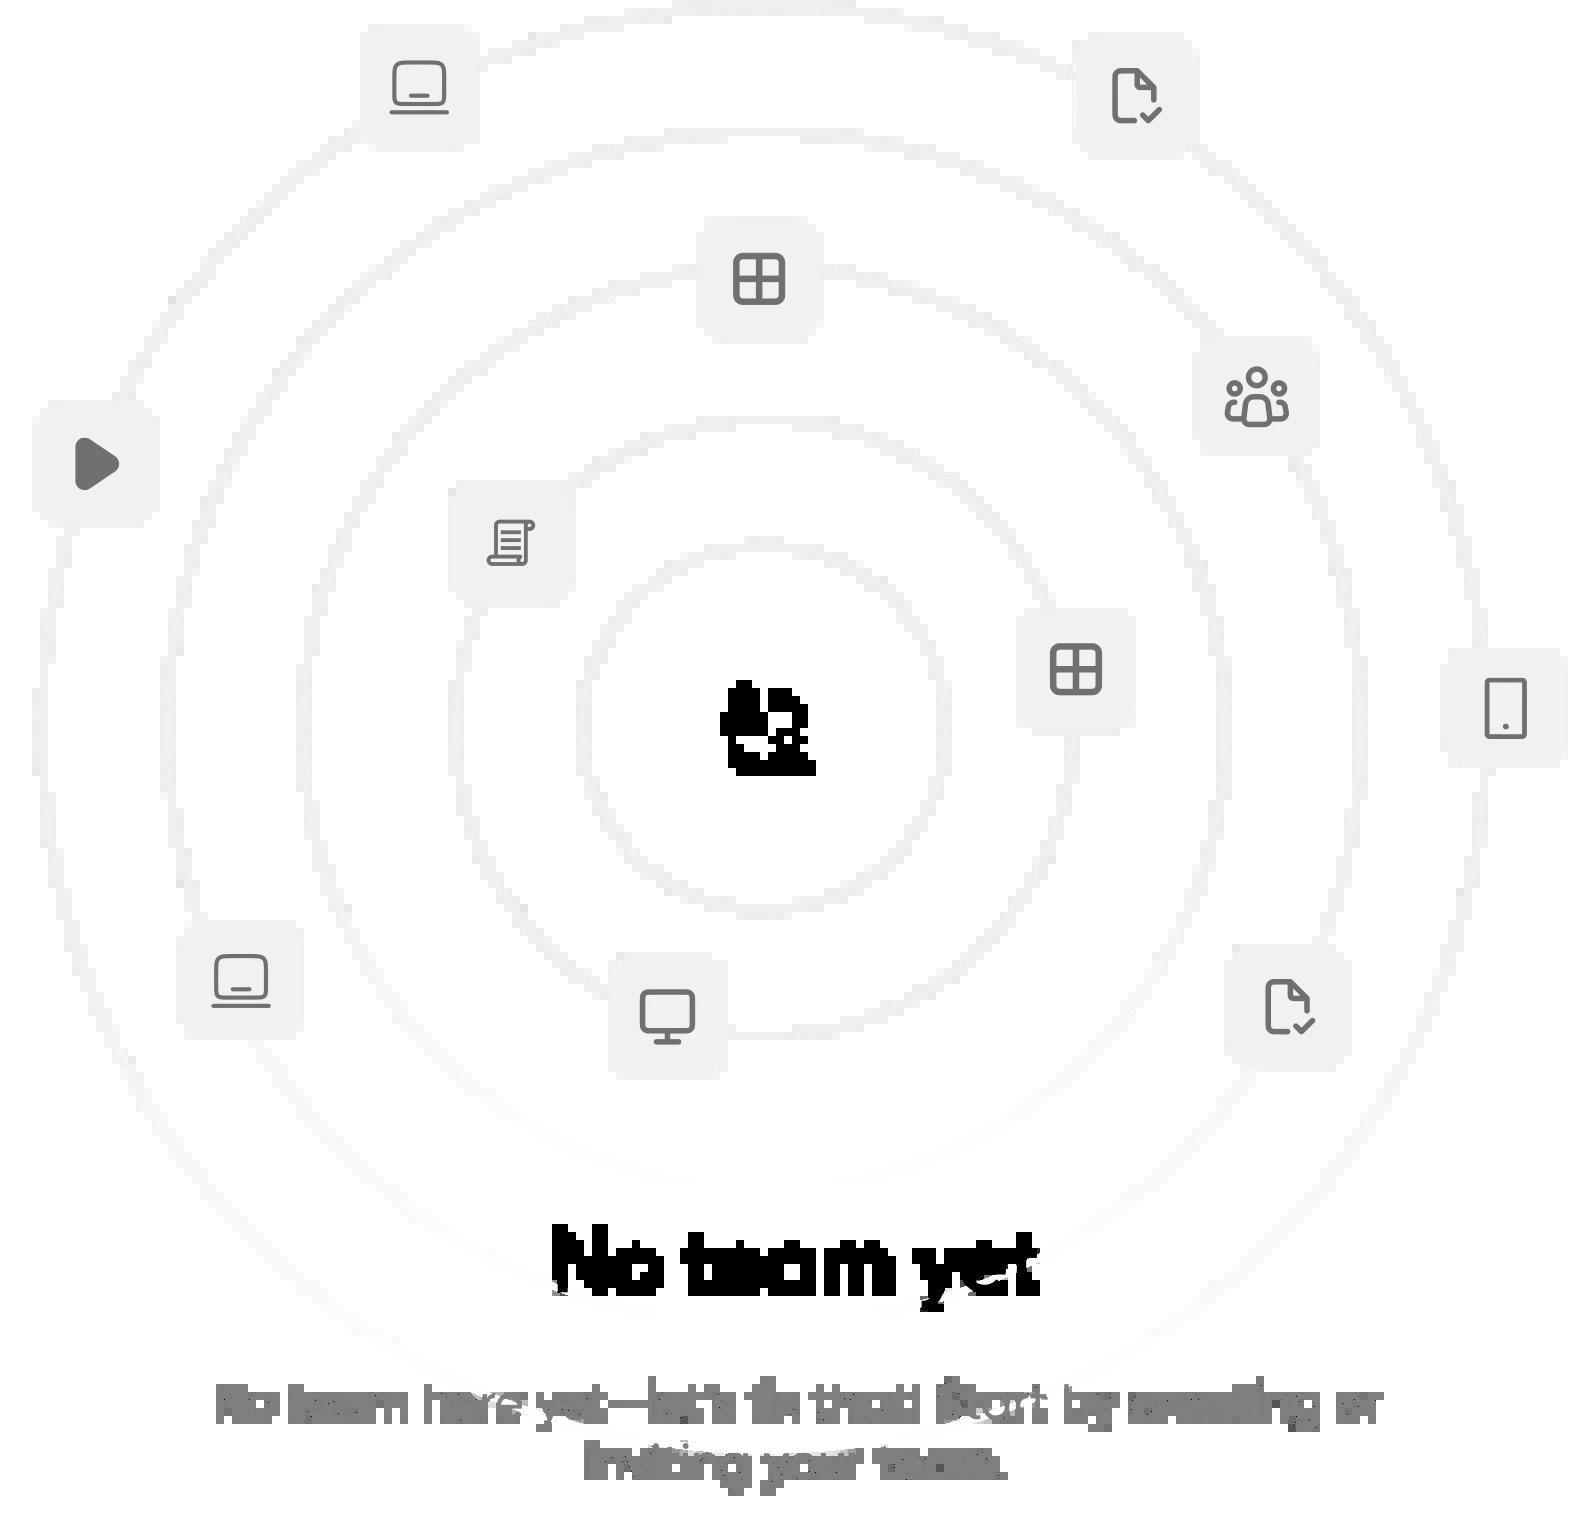 No team yet
No team here yet—let's fix that! Start by creating or
inviting your team.